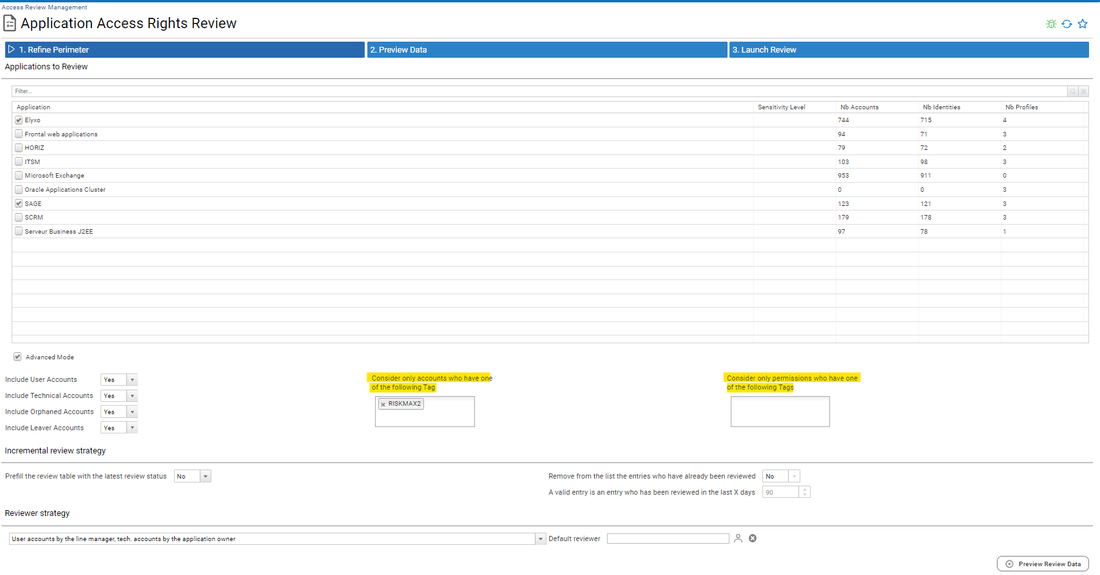 Access Review Management
Application Access Rights Review
1. Refine Perimeter
2. Preview Data
3. Launch Review
Applications to Review
Filter...
Application Sensitivity Level Nb Accounts Nb Identities Nb Profiles
Elyxo 744 715 4
Frontal web applications 94 71 3
HORIZ 79 72 2
ITSM 103 98 3
Microsoft Exchange 953 911 0
Oracle Applications Cluster 0 0 3
SAGE 123 121 3
SCRM 179 178 3
Serveur Business J2EE 97 78 1
Advanced Mode
Include User Accounts Yes
Include Technical Accounts Yes
Include Orphaned Accounts Yes
Include Leaver Accounts Yes
Consider only accounts who have one
of the following Tag
RISKMAX2
Consider only permissions who have one
of the following Tags
Incremental review strategy
Prefill the review table with the latest review status No
Remove from the list the entries who have already been reviewed No
A valid entry is an entry who has been reviewed in the last X days 90
Reviewer strategy
User accounts by the line manager, tech. accounts by the application owner
Default reviewer
Preview Review Data